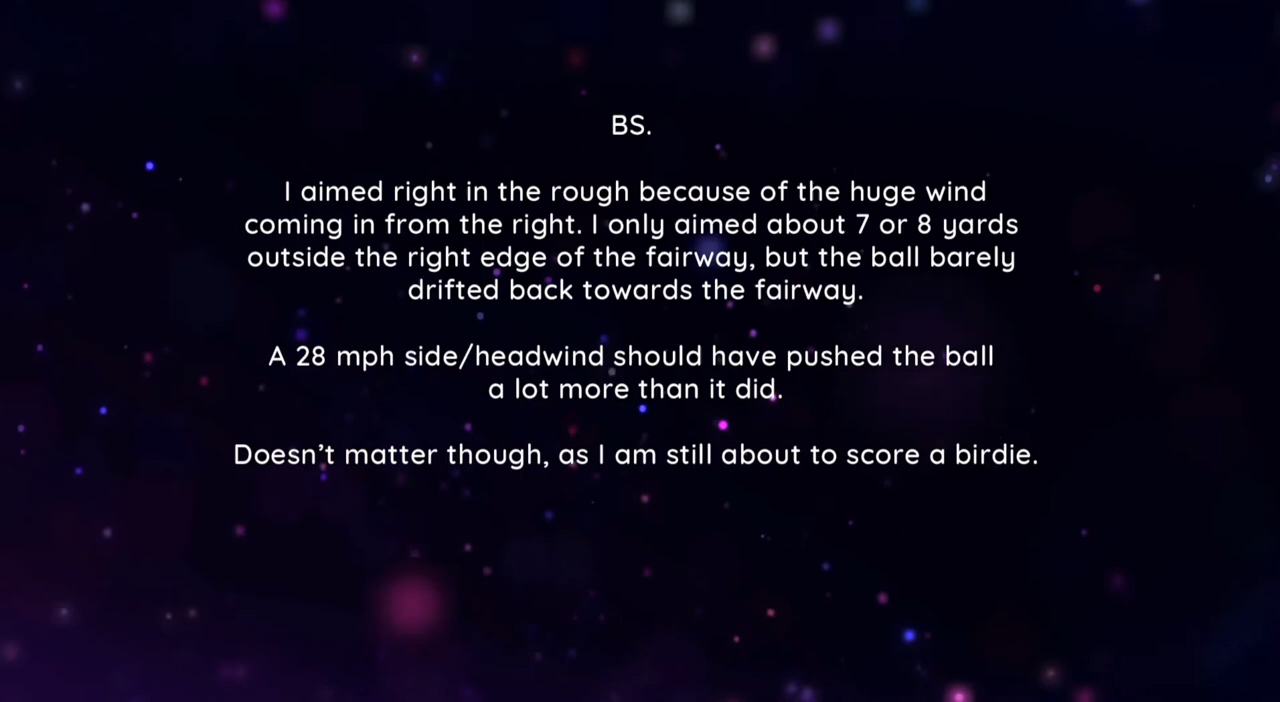 BS.
I aimed right in the rough because of the huge wind
coming in from the right. I only aimed about 7 or 8 yards
outside the right edge of the fairway, but the ball barely
drifted back towards the fairway.
A 28 mph side/headwind should have pushed the ball
a lot more than it did.
Doesn’t matter though, as I am still about to score a birdie.